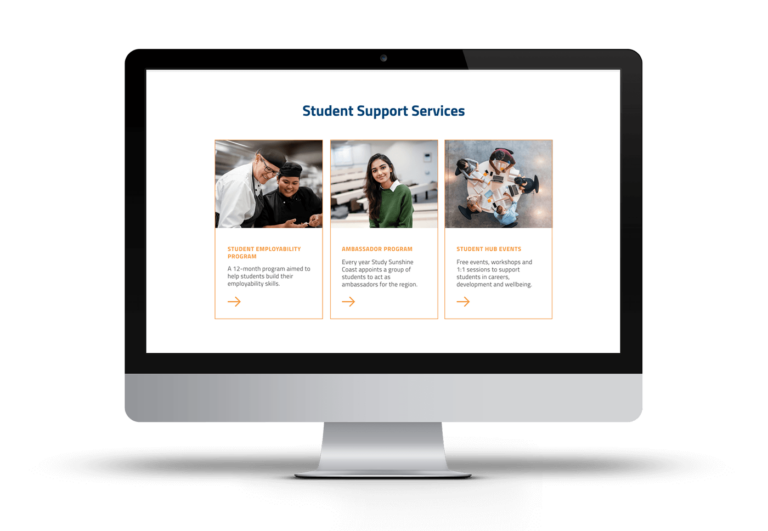 Student Support Services
STUDENT EMPLOYABILITY
PROGRAM
A 12-month program aimed to
help students build their
employability skills.
AMBASSADOR PROGRAM
Every year Study Sunshine
Coast appoints a group of
students to act as
ambassadors for the region.
STUDENT HUB EVENTS
Free events, workshops and
1:1 sessions to support
students in careers,
development and wellbeing.